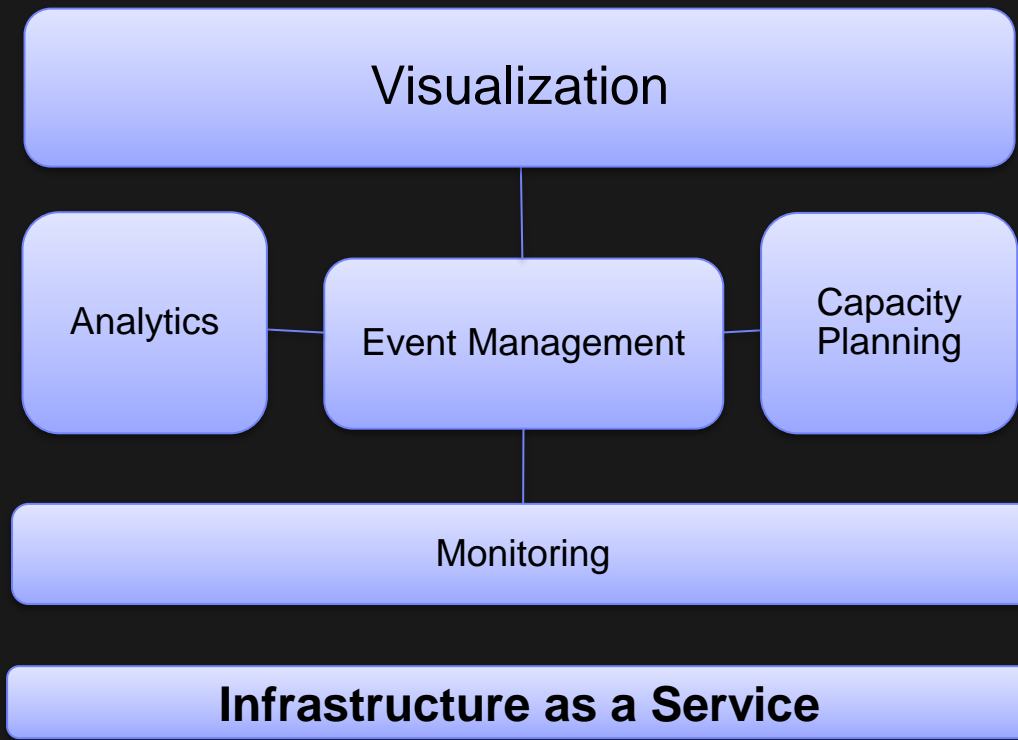 Visualization
Analytics
Event Management
Capacity
Planning
Monitoring
Infrastructure as a Service